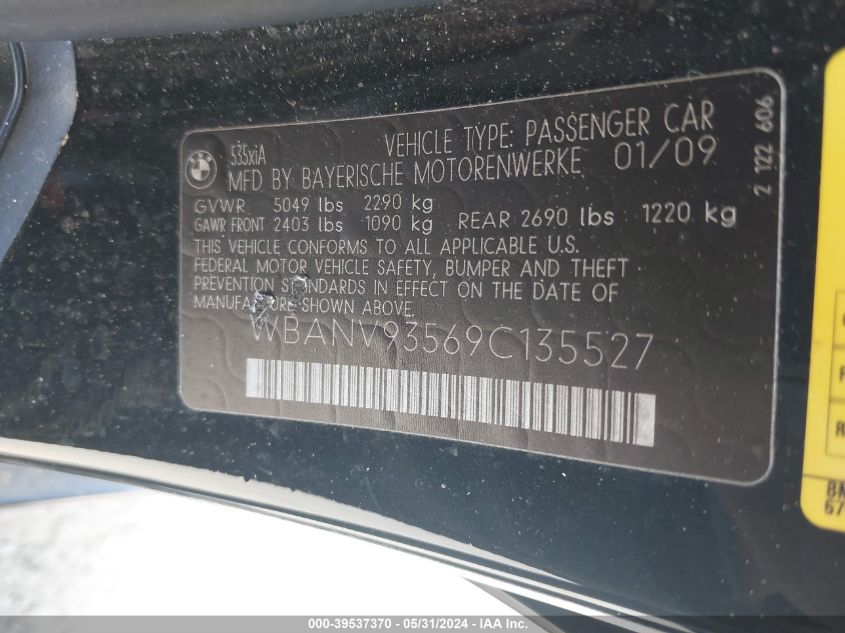 BMW
535xiA VEHICLE TYPE: PASSENGER CAR
MFD BY BAYERISCHE MOTORENWERKE 01/09
GVWR 5049 lbs 2290 kg
GAWR FRONT 2403 lbs 1090 kg REAR 2690 lbs 1220 kg
THIS VEHICLE CONFORMS TO ALL APPLICABLE U.S.
FEDERAL MOTOR VEHICLE SAFETY, BUMPER AND THEFT
PREVENTION STANDARDS IN EFFECT ON THE DATE OF
MANUFACTURE SHOWN ABOVE.
WBANV93569C135527
2 122 606
000-39537370 - 05/31/2024 - IAA, Inc.